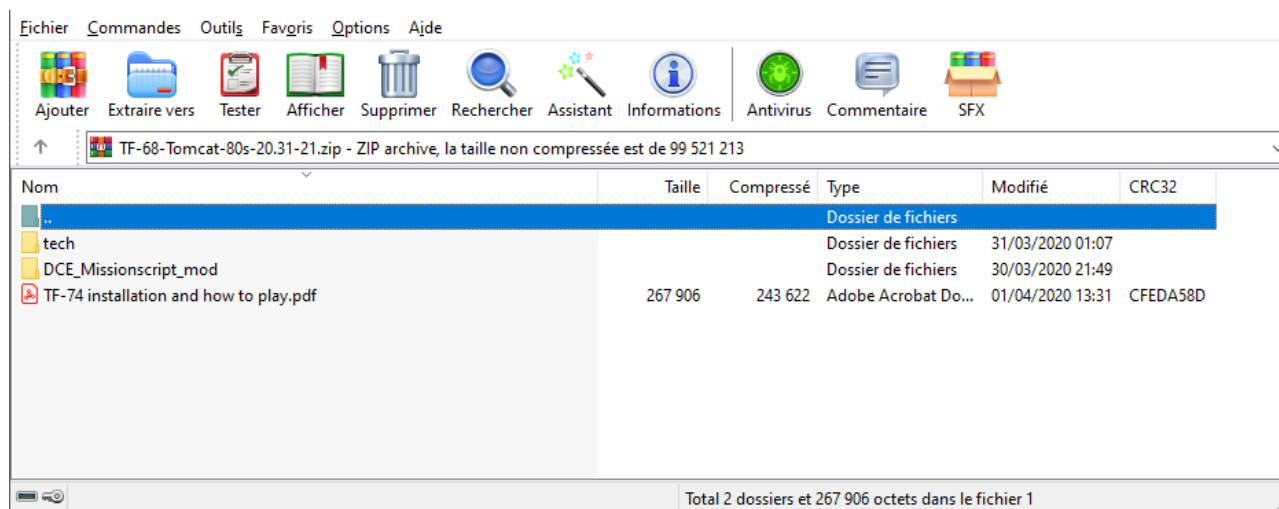 Fichier Commandes Outils Favoris Options Aide
Ajouter Extraire vers Tester Afficher Supprimer Rechercher Assistant Informations Antivirus Commentaire SFX
TF-68-Tomcat-80s-20.31-21.zip - ZIP archive, la taille non compressée est de 99 521 213
Nom Taille Compressé Type Modifié CRC32
.. Dossier de fichiers
tech Dossier de fichiers 31/03/2020 01:07
DCE_Missionscript_mod Dossier de fichiers 30/03/2020 21:49
TF-74 installation and how to play.pdf 267 906 243 622 Adobe Acrobat Do... 01/04/2020 13:31 CFEDA58D
Total 2 dossiers et 267 906 octets dans le fichier 1